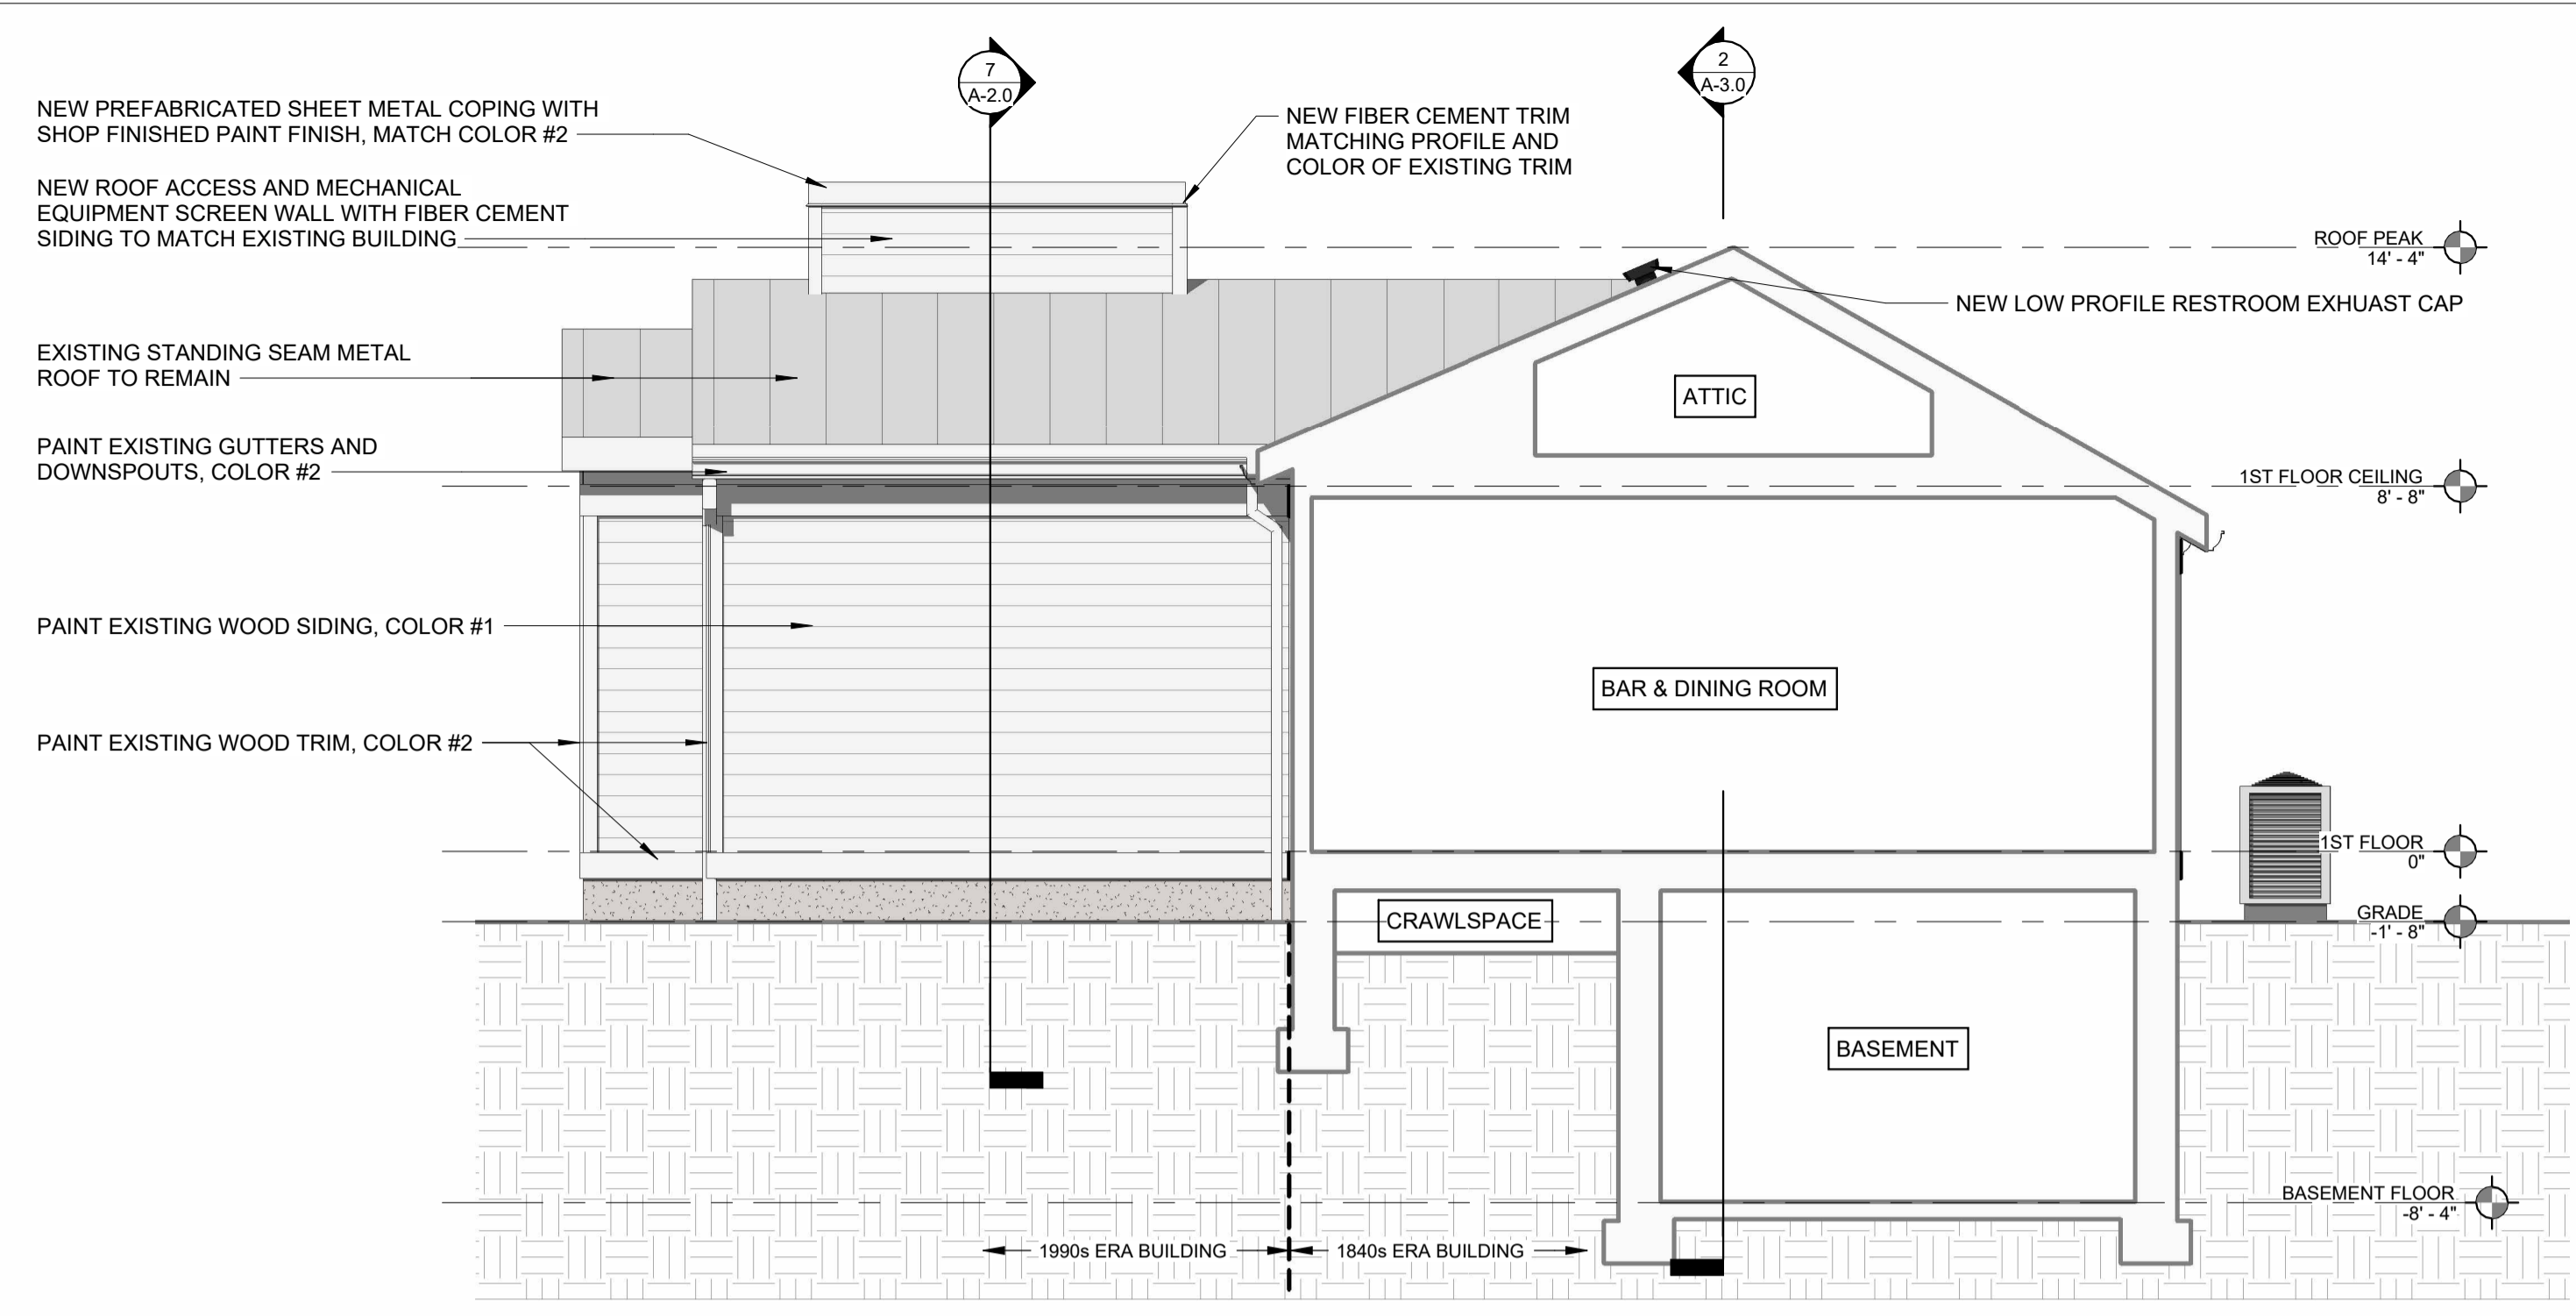 7
A-2.0
2
A-3.0
NEW PREFABRICATED SHEET METAL COPING WITH
SHOP FINISHED PAINT FINISH, MATCH COLOR #2
NEW FIBER CEMENT TRIM
MATCHING PROFILE AND
COLOR OF EXISTING TRIM
NEW ROOF ACCESS AND MECHANICAL
EQUIPMENT SCREEN WALL WITH FIBER CEMENT
SIDING TO MATCH EXISTING BUILDING
ROOF PEAK
14' - 4"
NEW LOW PROFILE RESTROOM EXHUAST CAP
EXISTING STANDING SEAM METAL
ROOF TO REMAIN
ATTIC
PAINT EXISTING GUTTERS AND
DOWNSPOUTS, COLOR #2
1ST FLOOR CEILING
8' - 8"
PAINT EXISTING WOOD SIDING, COLOR #1
BAR & DINING ROOM
PAINT EXISTING WOOD TRIM, COLOR #2
1ST FLOOR
0"
CRAWLSPACE
GRADE
-1' - 8"
BASEMENT
BASEMENT FLOOR
-8' - 4"
1990s ERA BUILDING
1840s ERA BUILDING